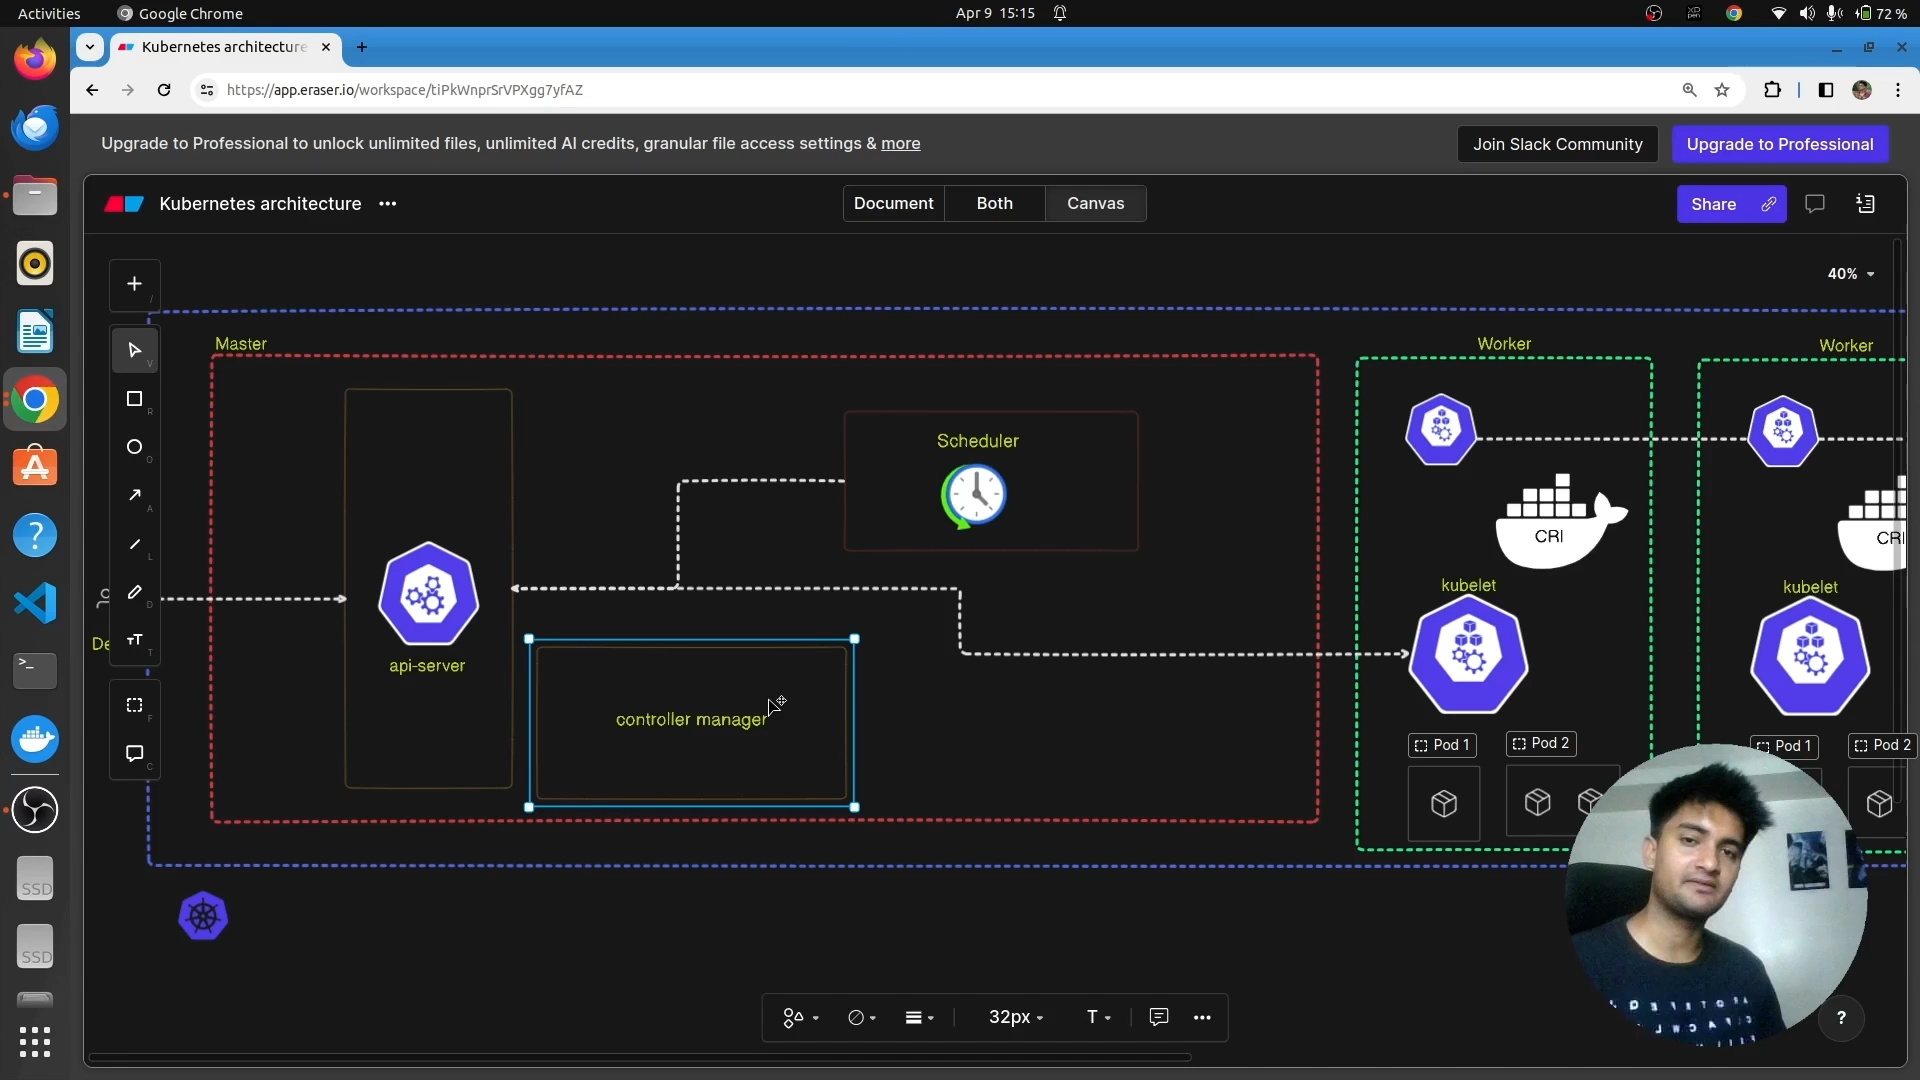 Activities
Google Chrome
Apr 9 15:15
72 %
Kubernetes architecture
https://app.eraser.io/workspace/tiPkWnprSrVPXgg7yfAZ
Upgrade to Professional to unlock unlimited files, unlimited AI credits, granular file access settings & more
Join Slack Community
Upgrade to Professional
Kubernetes architecture
Document
Both
Canvas
Share
40%
Master
Worker
Worker
Scheduler
CRI
CRI
kubelet
kubelet
De
api-server
controller manager
Pod 1
Pod 2
Pod 1
Pod 2
/
V
R
O
A
L
D
T
F
C
SSD
SSD
32px
T
?